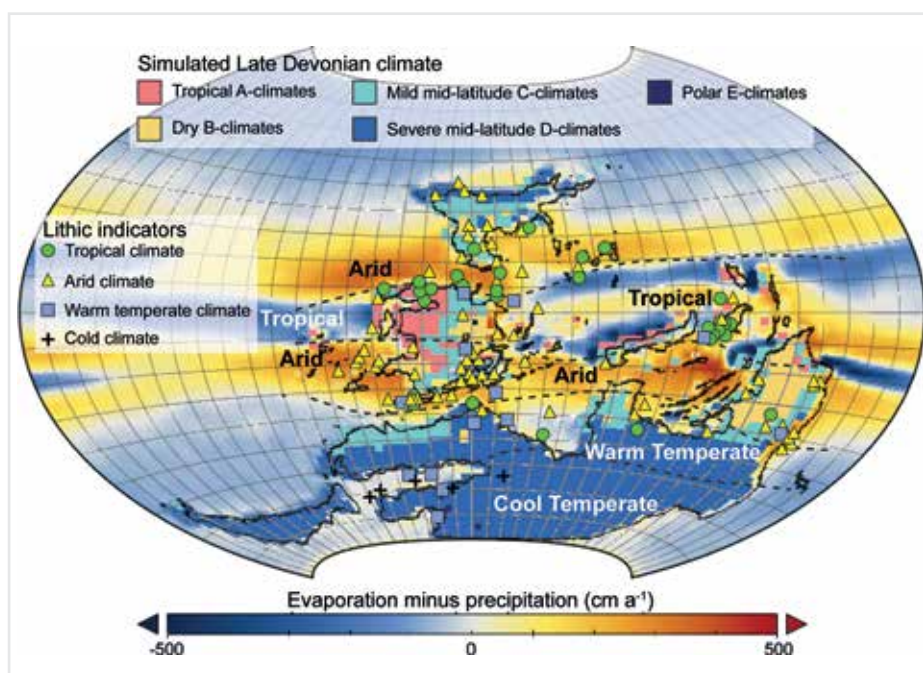 Simulated Late Devonian climate
Tropical A-climates
Mild mid-latitude C-climates
Polar E-climates
Dry B-climates
Severe mid-latitude D-climates
Lithic indicators
Tropical climate
Arid climate
Warm temperate climate
Cold climate
Arid
Tropical
Tropical
Arid
Arid
Warm Temperate
Cool Temperate
Evaporation minus precipitation (cm a⁻¹)
-500
0
500